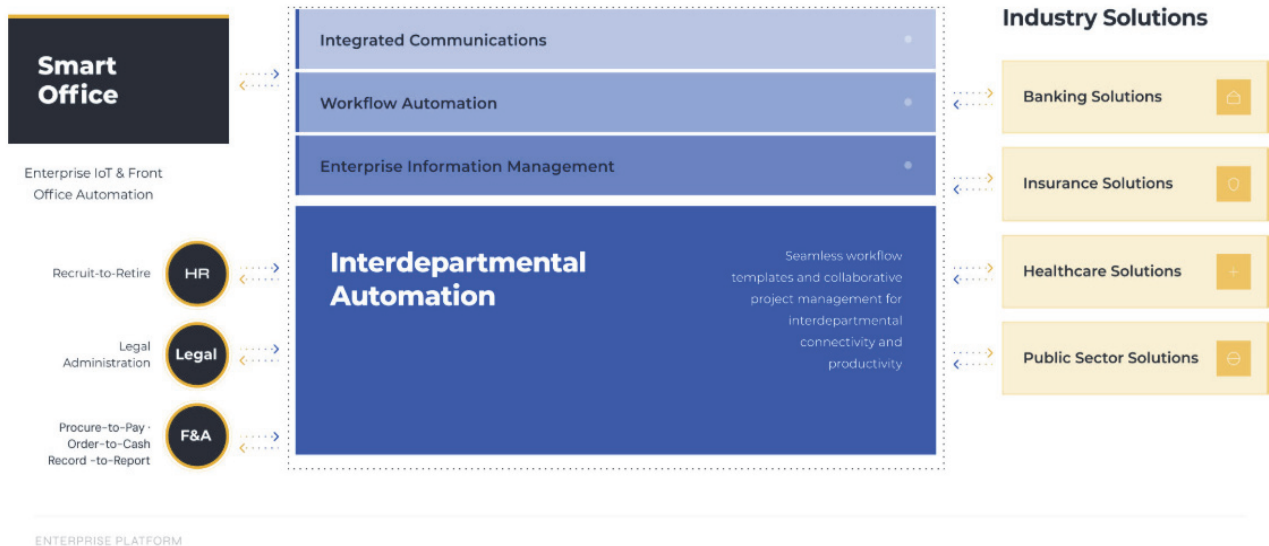 Smart
Office
Enterprise IoT & Front
Office Automation
Recruit-to-Retire
HR
Legal
Administration
Legal
Procure-to-Pay ·
Order-to-Cash
Record -to-Report
F&A
Integrated Communications
Workflow Automation
Enterprise Information Management
Interdepartmental
Automation
Seamless workflow
templates and collaborative
project management for
interdepartmental
connectivity and
productivity
Industry Solutions
Banking Solutions
Insurance Solutions
Healthcare Solutions
Public Sector Solutions
ENTERPRISE PLATFORM